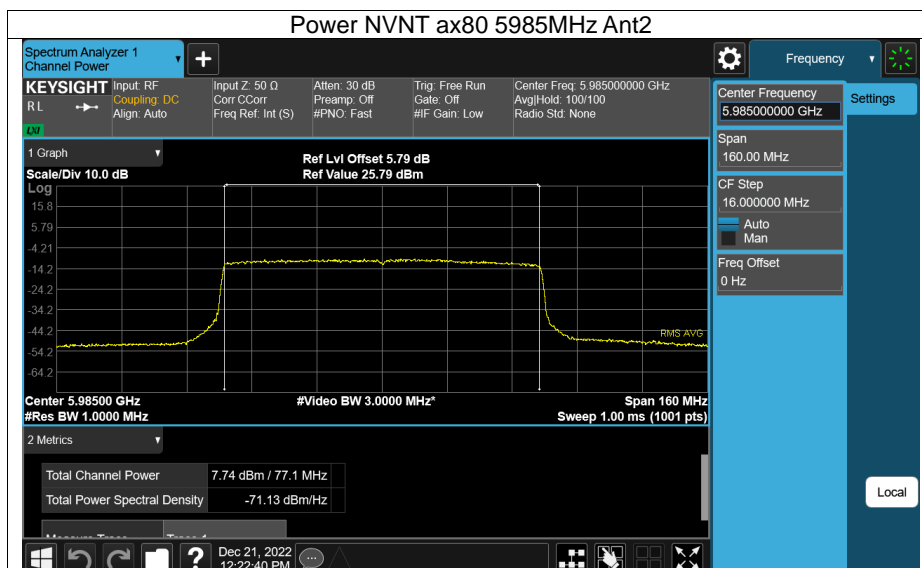 Power NVNT ax80 5985MHz Ant2
Spectrum Analyzer 1
Channel Power
+
Frequency
KEYSIGHT
R L
LXI
Input: RF
Coupling: DC
Align: Auto
Input Z: 50 Ω
Corr CCorr
Freq Ref: Int (S)
Atten: 30 dB
Preamp: Off
#PNO: Fast
Trig: Free Run
Gate: Off
#IF Gain: Low
Center Freq: 5.985000000 GHz
Avg|Hold: 100/100
Radio Std: None
Center Frequency
5.985000000 GHz
Settings
Span
160.00 MHz
CF Step
16.000000 MHz
Auto
Man
Freq Offset
0 Hz
1 Graph
Scale/Div 10.0 dB
Ref Lvl Offset 5.79 dB
Ref Value 25.79 dBm
Log
15.8
5.79
-4.21
-14.2
-24.2
-34.2
-44.2
-54.2
-64.2
RMS AVG
Center 5.98500 GHz
#Video BW 3.0000 MHz*
Span 160 MHz
#Res BW 1.0000 MHz
Sweep 1.00 ms (1001 pts)
2 Metrics
Total Channel Power 7.74 dBm / 77.1 MHz
Total Power Spectral Density -71.13 dBm/Hz
Local
?
Dec 21, 2022
12:22:40 PM